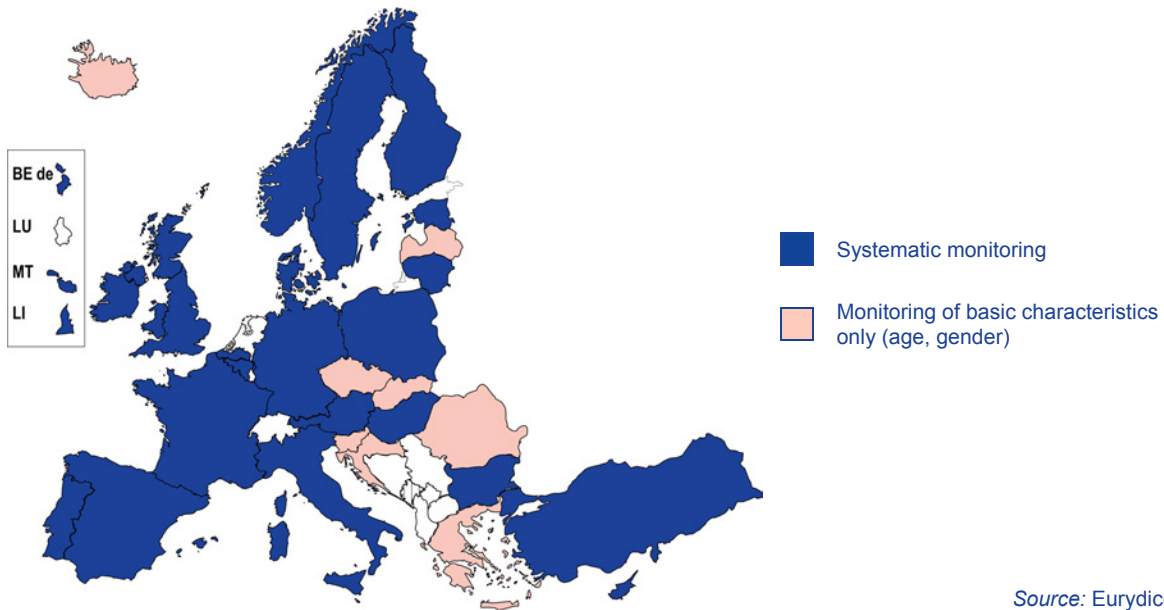 BE de
LU
MT
LI
Systematic monitoring
Monitoring of basic characteristics
only (age, gender)
Source: Eurydic